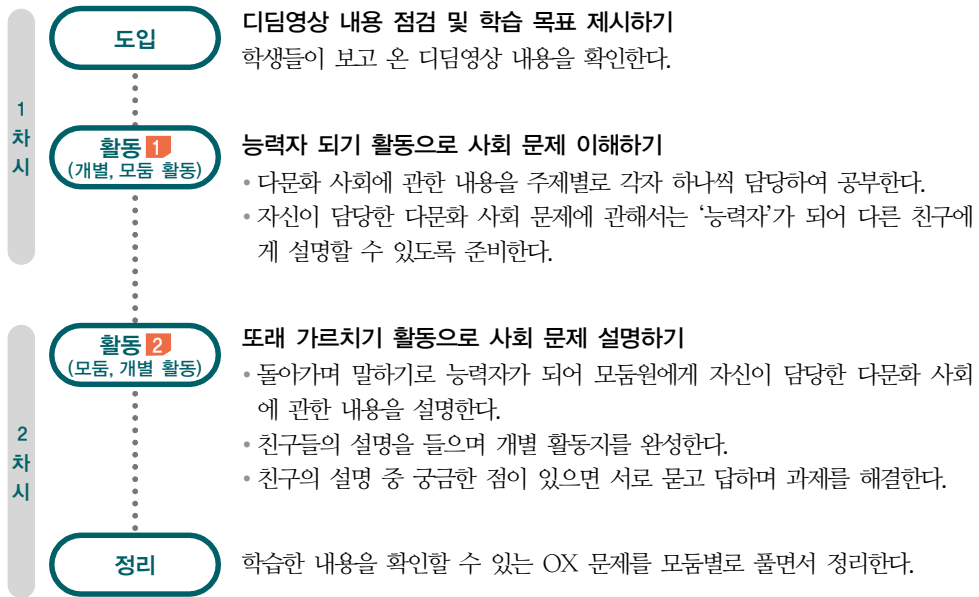 1
차
시
도입
디딤영상 내용 점검 및 학습 목표 제시하기
학생들이 보고 온 디딤영상 내용을 확인한다.
활동 1
(개별, 모둠 활동)
능력자 되기 활동으로 사회 문제 이해하기
• 다문화 사회에 관한 내용을 주제별로 각자 하나씩 담당하여 공부한다.
• 자신이 담당한 다문화 사회 문제에 관해서는 ‘능력자’가 되어 다른 친구에
게 설명할 수 있도록 준비한다.
2
차
시
활동 2
(모둠, 개별 활동)
또래 가르치기 활동으로 사회 문제 설명하기
• 돌아가며 말하기로 능력자가 되어 모둠원에게 자신이 담당한 다문화 사회
에 관한 내용을 설명한다.
• 친구들의 설명을 들으며 개별 활동지를 완성한다.
• 친구의 설명 중 궁금한 점이 있으면 서로 묻고 답하며 과제를 해결한다.
정리
학습한 내용을 확인할 수 있는 OX 문제를 모둠별로 풀면서 정리한다.